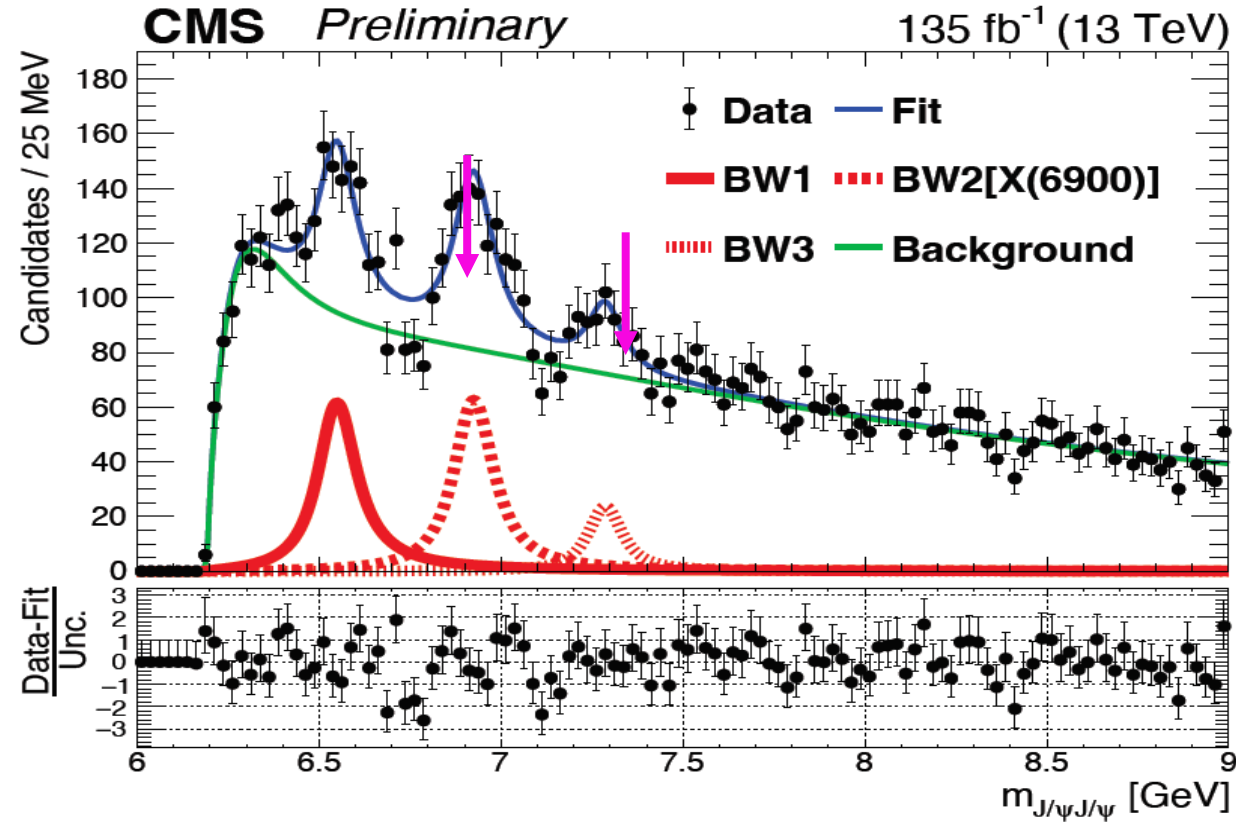 CMS Preliminary 135 fb⁻¹ (13 TeV)
Candidates / 25 MeV
180
160
140
120
100
80
60
40
20
0
Data Fit
BW1 BW2[X(6900)]
BW3 Background
Data-Fit
Unc.
3
2
1
0
−1
−2
−3
6 6.5 7 7.5 8 8.5 9
m_{J/ψJ/ψ} [GeV]